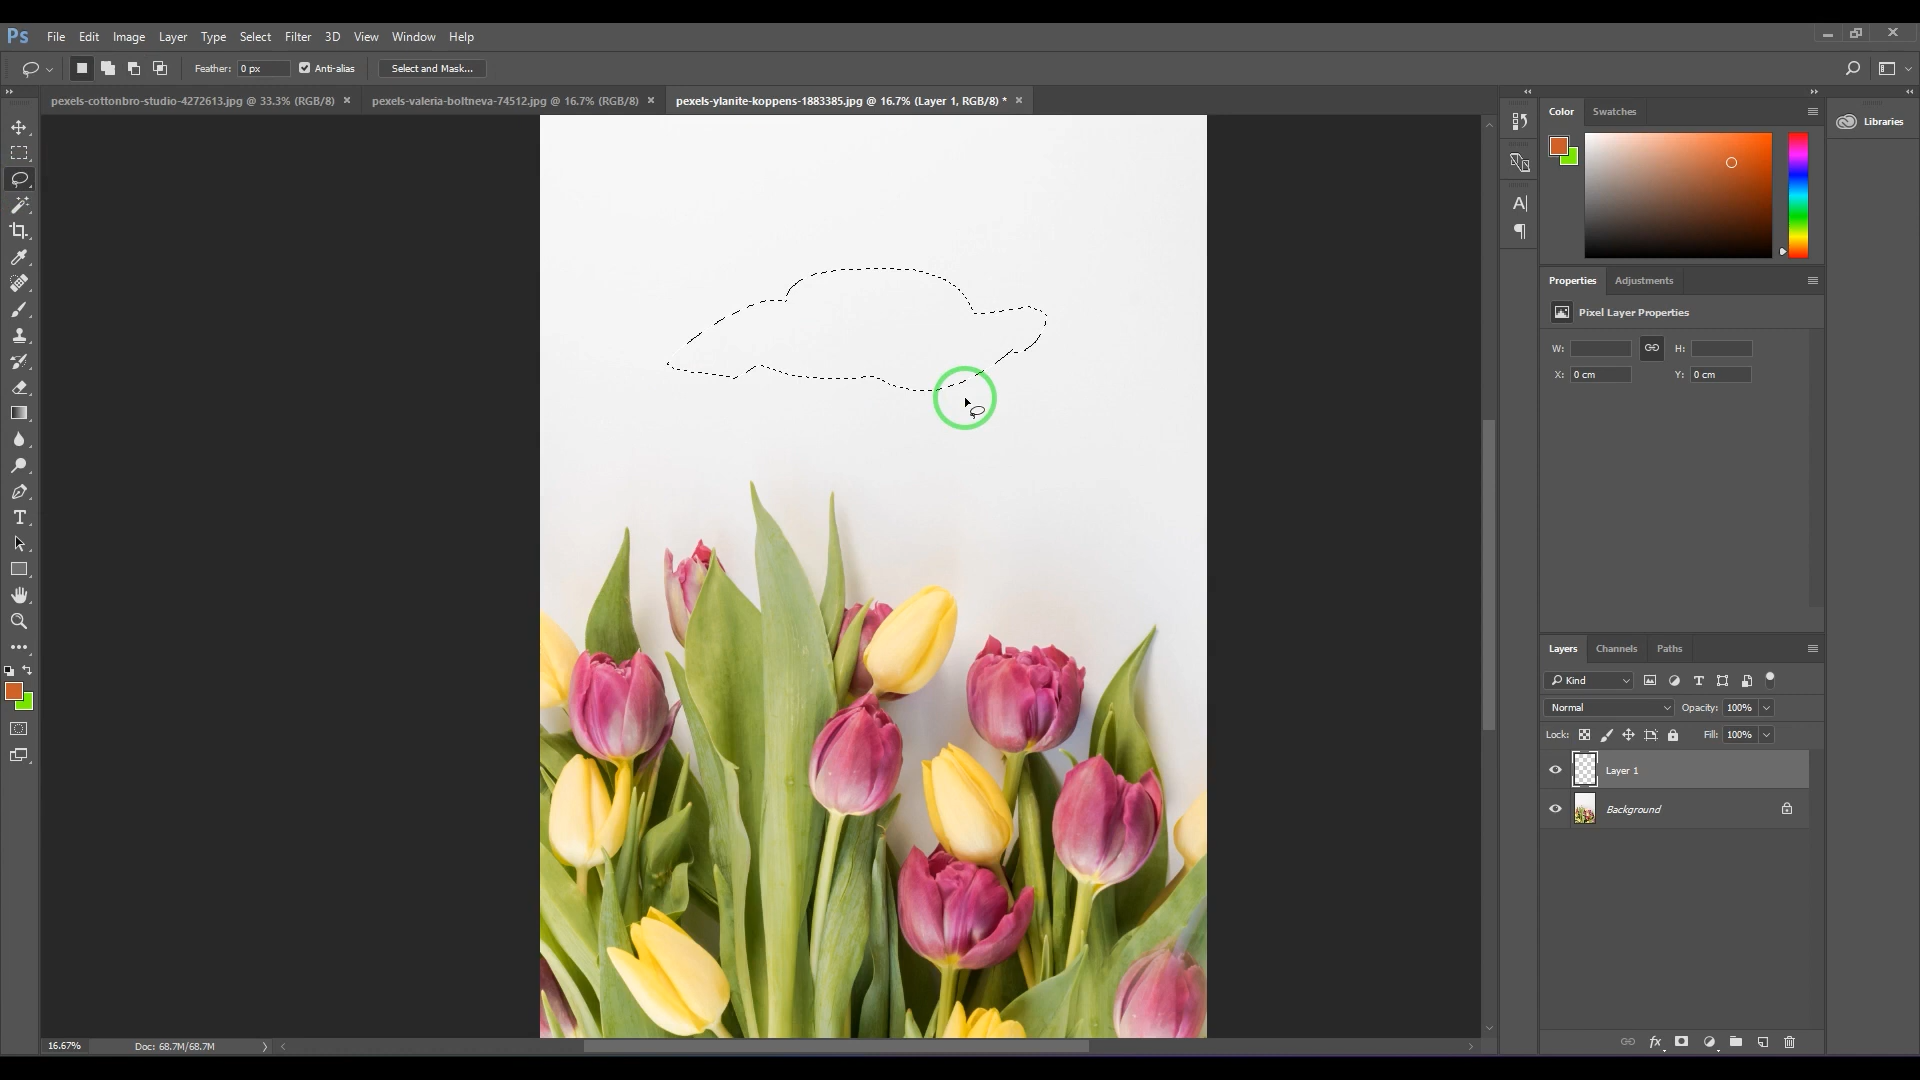 Ps File Edit Image Layer Type Select Filter 3D View Window Help
Feather: 0 px Anti-alias Select and Mask...
pexels-cottonbro-studio-4272613.jpg @ 33.3% (RGB/8) × pexels-valeria-boltneva-74512.jpg @ 16.7% (RGB/8) × pexels-ylanite-koppens-1883385.jpg @ 16.7% (Layer 1, RGB/8) * ×
Color Swatches
Libraries
Properties Adjustments
Pixel Layer Properties
W: H:
X: 0 cm Y: 0 cm
Layers Channels Paths
Kind
Normal Opacity: 100%
Lock: Fill: 100%
Layer 1
Background
16.67% Doc: 68.7M/68.7M